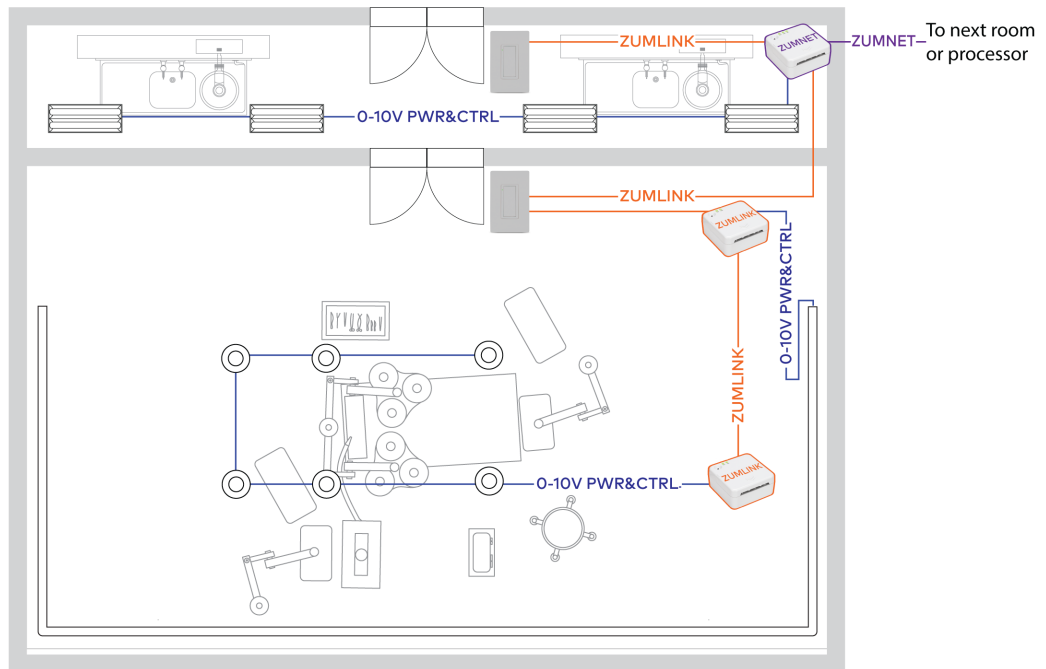 ZUMLINK
ZUMNET
ZUMNET
To next room
or processor
0-10V PWR&CTRL
ZUMLINK
ZUMLINK
0-10V PWR&CTRL
ZUMLINK
ZUMLINK
0-10V PWR&CTRL.